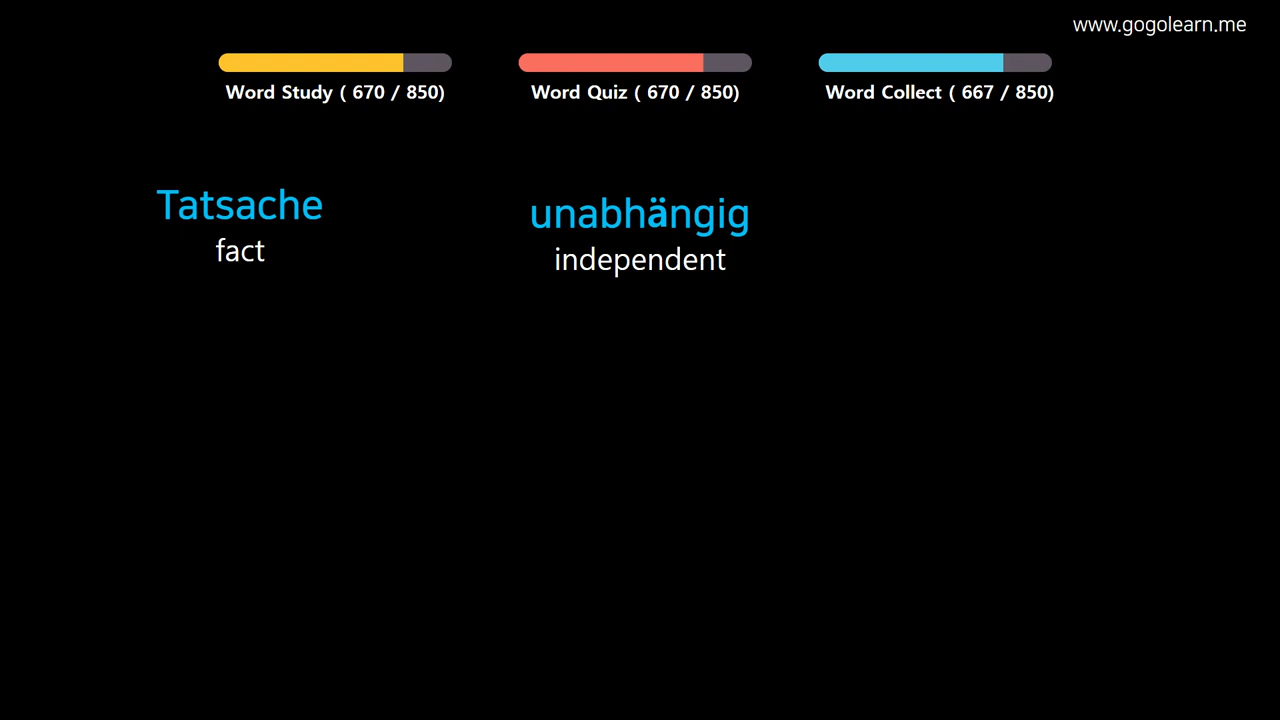 www.gogolearn.me
Word Study ( 670 / 850)
Word Quiz ( 670 / 850)
Word Collect ( 667 / 850)
Tatsache
fact
unabhängig
independent